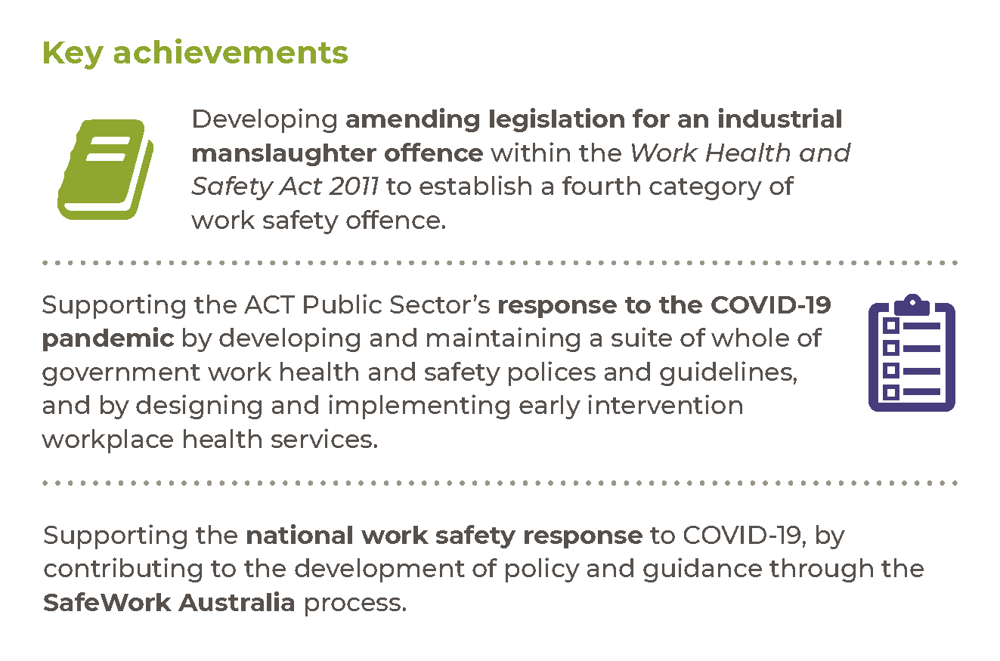 Key achievements
Developing amending legislation for an industrial
manslaughter offence within the Work Health and
Safety Act 2011 to establish a fourth category of
work safety offence.
Supporting the ACT Public Sector’s response to the COVID-19
pandemic by developing and maintaining a suite of whole of
government work health and safety polices and guidelines,
and by designing and implementing early intervention
workplace health services.
Supporting the national work safety response to COVID-19, by
contributing to the development of policy and guidance through the
SafeWork Australia process.